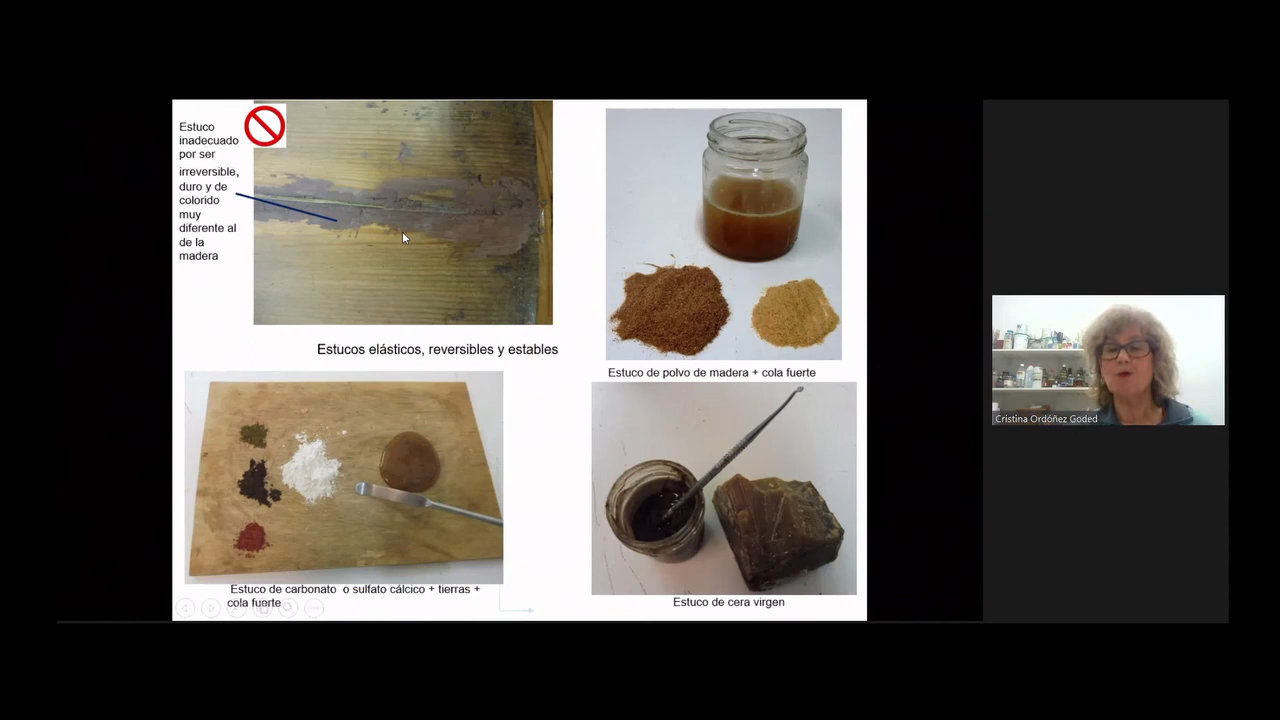 Estuco
inadecuado
por ser
irreversible,
duro y de
colorido
muy
diferente al
de la
madera
Estucos elásticos, reversibles y estables
Estuco de polvo de madera + cola fuerte
Estuco de carbonato o sulfato cálcico + tierras +
cola fuerte
Estuco de cera virgen
Cristina Ordóñez Goded